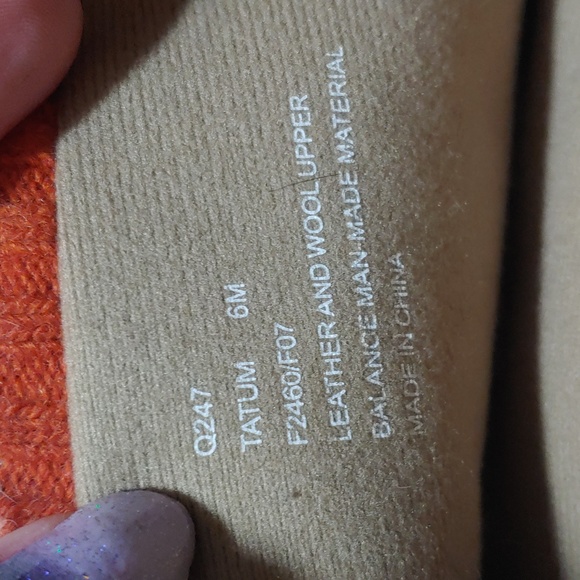 Q247
TATUM 6M
F2460/F07
LEATHER AND WOOL UPPER
BALANCE MAN-MADE MATERIAL
MADE IN CHINA